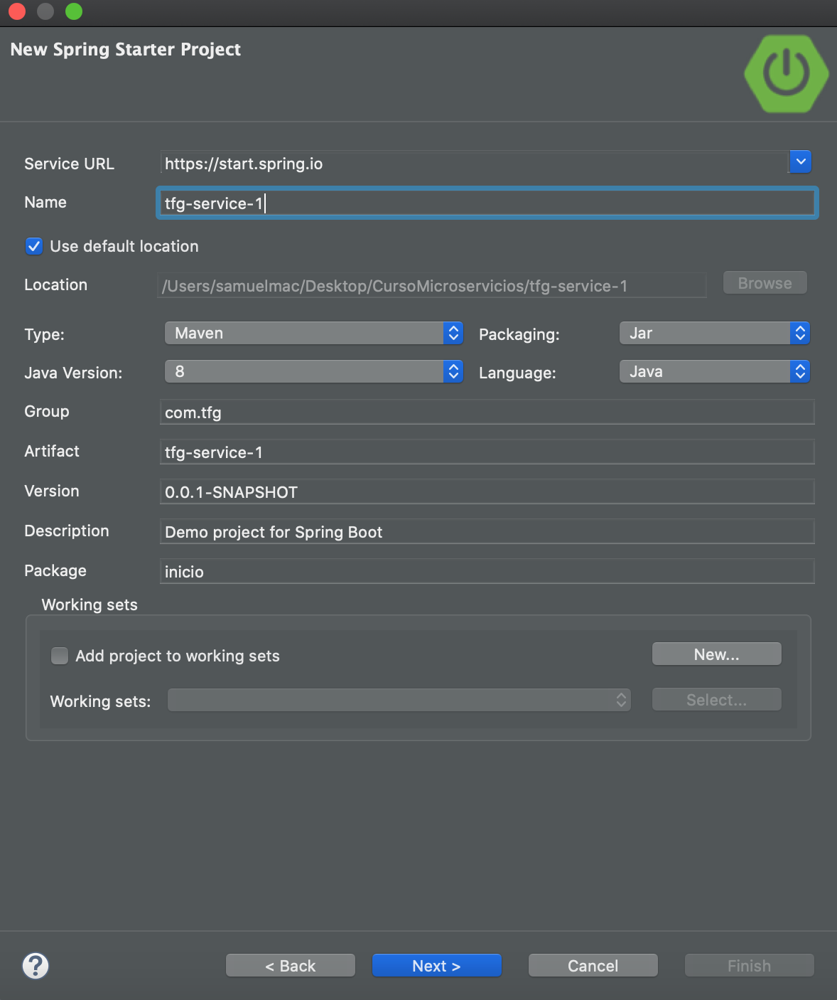 New Spring Starter Project
Service URL https://start.spring.io
Name tfg-service-1
Use default location
Location /Users/samuelmac/Desktop/CursoMicroservicios/tfg-service-1 Browse
Type: Maven Packaging: Jar
Java Version: 8 Language: Java
Group com.tfg
Artifact tfg-service-1
Version 0.0.1-SNAPSHOT
Description Demo project for Spring Boot
Package inicio
Working sets
Add project to working sets New...
Working sets: Select...
? < Back Next > Cancel Finish